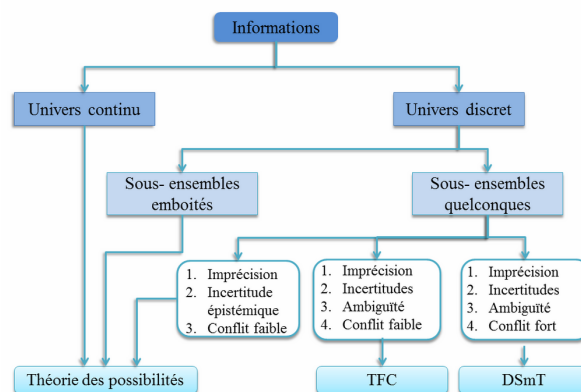 Informations
Univers continu
Univers discret
Sous- ensembles
emboités
Sous- ensembles
quelconques
1. Imprécision
2. Incertitude
épistémique
3. Conflit faible
1. Imprécision
2. Incertitudes
3. Ambiguïté
4. Conflit faible
1. Imprécision
2. Incertitudes
3. Ambiguïté
4. Conflit fort
Théorie des possibilités
TFC
DSmT